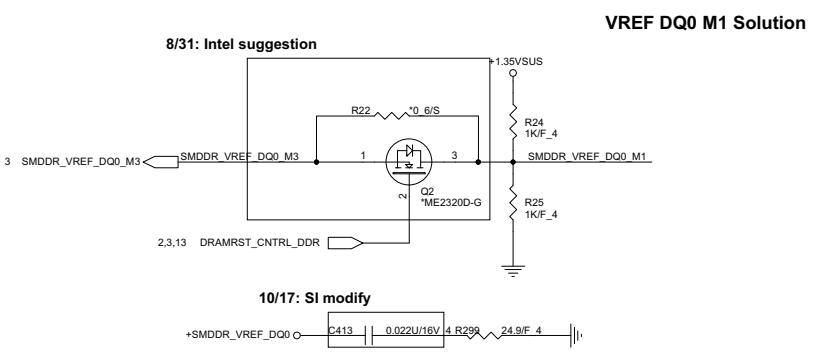 VREF DQ0 M1 Solution
8/31: Intel suggestion
+1.35VSUS
R22 *0_6/S
R24
1K/F_4
3 SMDDR_VREF_DQ0_M3 SMDDR_VREF_DQ0_M3 1 3 SMDDR_VREF_DQ0_M1
2
Q2
*ME2320D-G
R25
1K/F_4
2,3,13 DRAMRST_CNTRL_DDR
10/17: SI modify
+SMDDR_VREF_DQ0 C413 0.022U/16V_4 R299 24.9/F_4